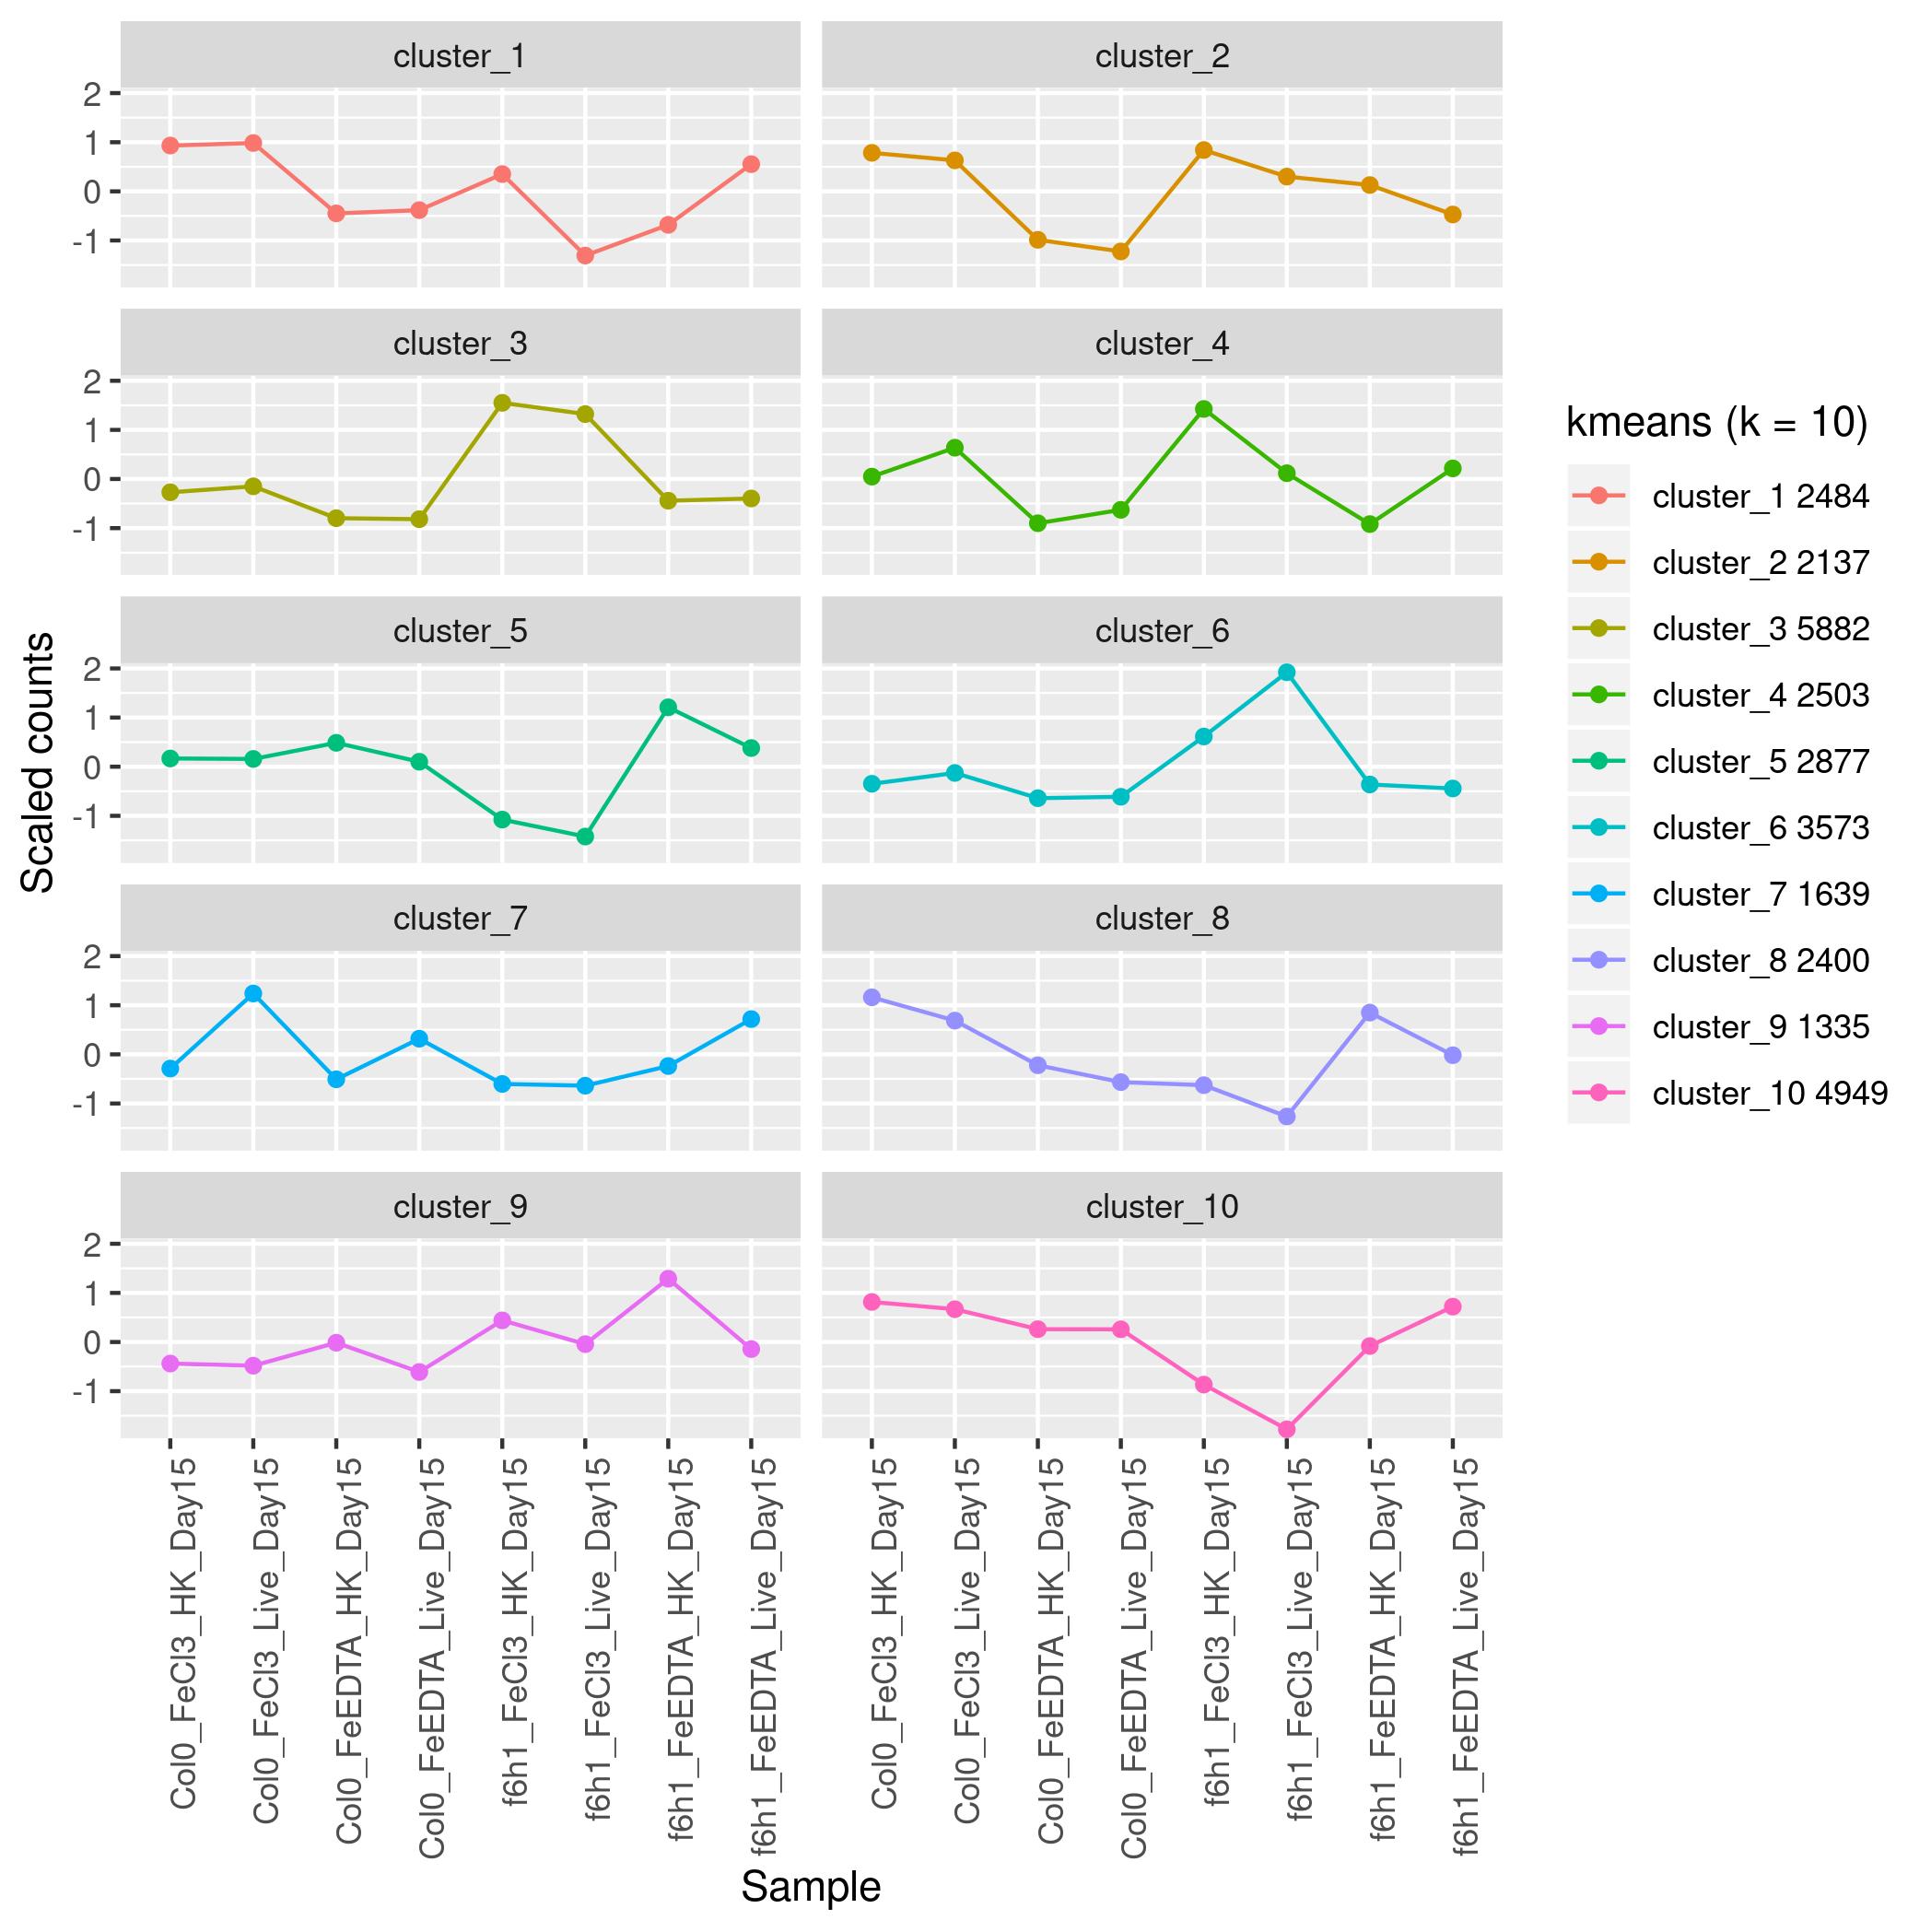 cluster_1
cluster_2
2
1
0
-1
cluster_3
cluster_4
2
1
0
-1
cluster_5
cluster_6
2
1
0
-1
cluster_7
cluster_8
2
1
0
-1
cluster_9
cluster_10
2
1
0
-1
Scaled counts
Col0_FeCl3_HK_Day15
Col0_FeCl3_Live_Day15
Col0_FeEDTA_HK_Day15
Col0_FeEDTA_Live_Day15
f6h1_FeCl3_HK_Day15
f6h1_FeCl3_Live_Day15
f6h1_FeEDTA_HK_Day15
f6h1_FeEDTA_Live_Day15
Col0_FeCl3_HK_Day15
Col0_FeCl3_Live_Day15
Col0_FeEDTA_HK_Day15
Col0_FeEDTA_Live_Day15
f6h1_FeCl3_HK_Day15
f6h1_FeCl3_Live_Day15
f6h1_FeEDTA_HK_Day15
f6h1_FeEDTA_Live_Day15
Sample
kmeans (k = 10)
cluster_1 2484
cluster_2 2137
cluster_3 5882
cluster_4 2503
cluster_5 2877
cluster_6 3573
cluster_7 1639
cluster_8 2400
cluster_9 1335
cluster_10 4949